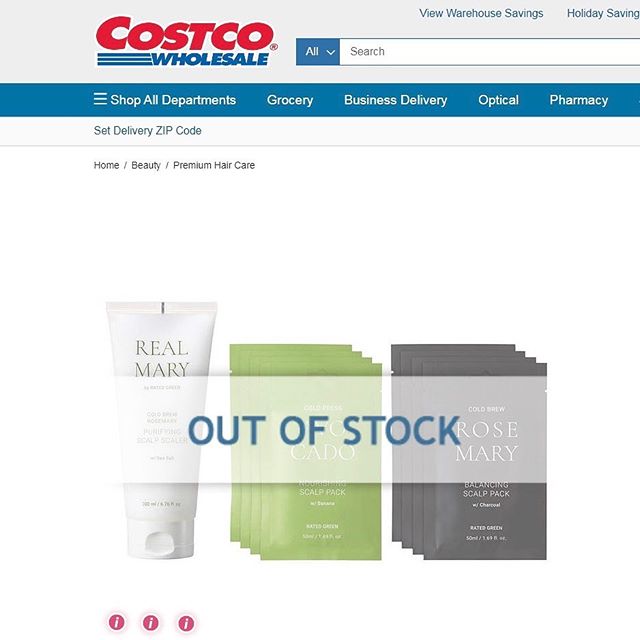 View Warehouse Savings Holiday Saving
COSTCO
WHOLESALE
All Search
Shop All Departments Grocery Business Delivery Optical Pharmacy
Set Delivery ZIP Code
Home / Beauty / Premium Hair Care
REAL
MARY
by RATED GREEN
COLD BREW
ROSEMARY
PURIFYING
SCALP SCALER
w/ Sea Salt
200 ml / 6.76 fl. oz
COLD PRESS
CADO
NOURISHING
SCALP PACK
w/ Banana
RATED GREEN
50ml / 1.69 fl. oz
COLD BREW
ROSE
MARY
BALANCING
SCALP PACK
w/ Charcoal
RATED GREEN
50ml / 1.69 fl. oz
OUT OF STOCK